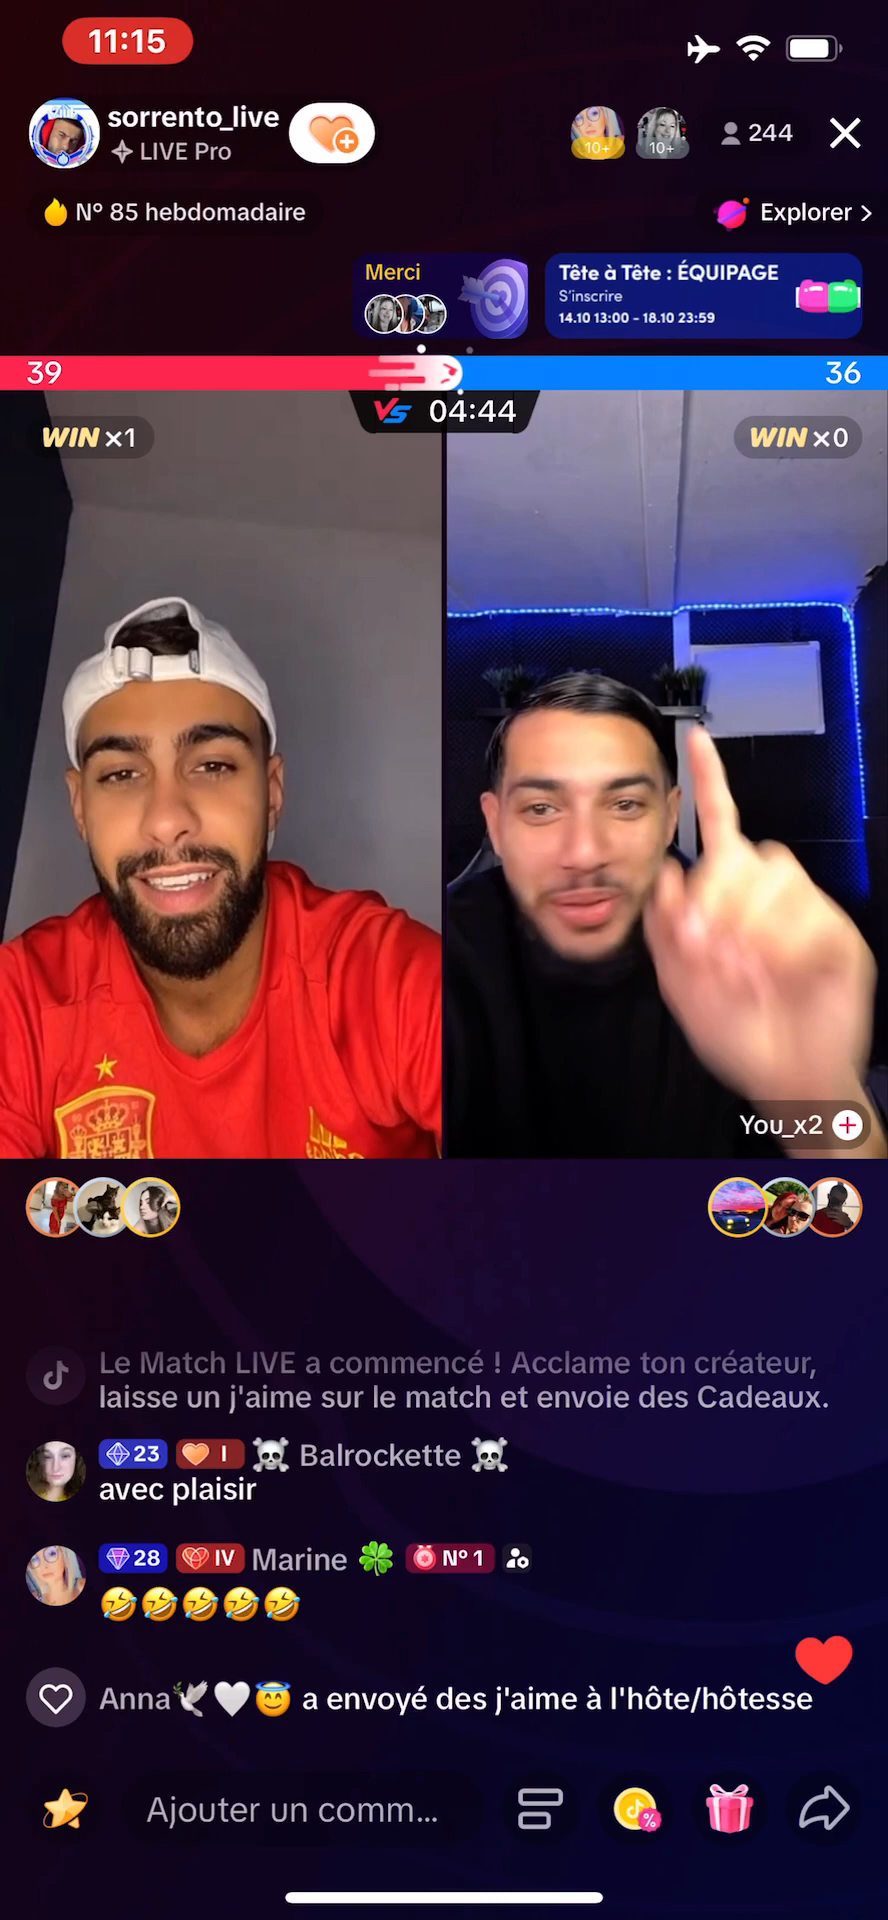 11:15
sorrento_live
LIVE Pro
10+
10+
244
N° 85 hebdomadaire
Explorer >
Merci
Tête à Tête : ÉQUIPAGE
S'inscrire
14.10 13:00 - 18.10 23:59
39
36
VS 04:44
WIN x1
WIN x0
You_x2
Le Match LIVE a commencé ! Acclame ton créateur,
laisse un j'aime sur le match et envoie des Cadeaux.
23 I ☠️ Balrockette ☠️
avec plaisir
28 IV Marine 🍀 N° 1
🤣🤣🤣🤣🤣
Anna🕊️🤍😇 a envoyé des j'aime à l'hôte/hôtesse
Ajouter un comm...